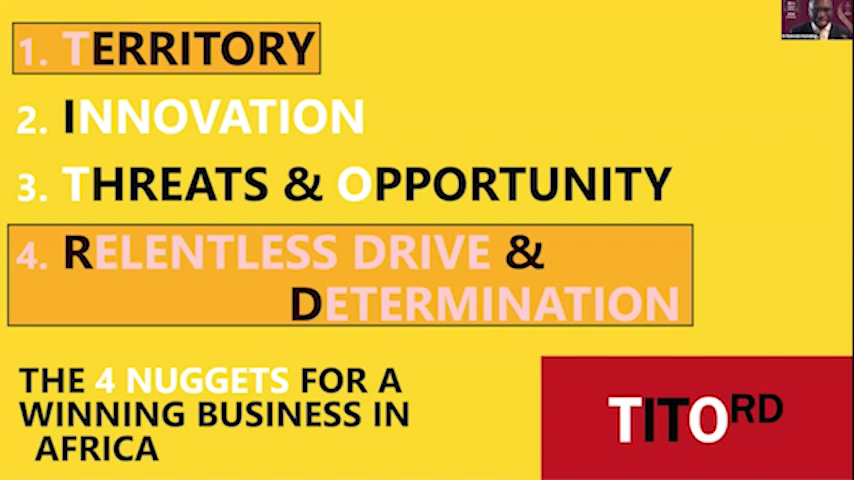 1. TERRITORY
2. INNOVATION
3. THREATS & OPPORTUNITY
4. RELENTLESS DRIVE &
DETERMINATION
THE 4 NUGGETS FOR A
WINNING BUSINESS IN
AFRICA
TITORD